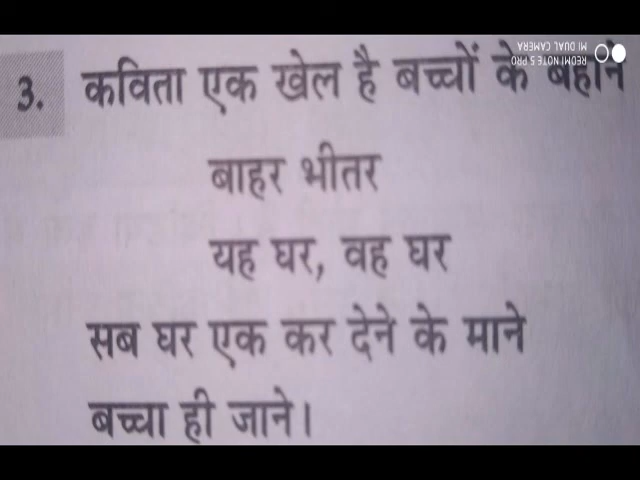 3. कविता एक खेल है बच्चों के बहाने
बाहर भीतर
यह घर, वह घर
सब घर एक कर देने के माने
बच्चा ही जाने।
REDMI NOTE 5 PRO
MI DUAL CAMERA